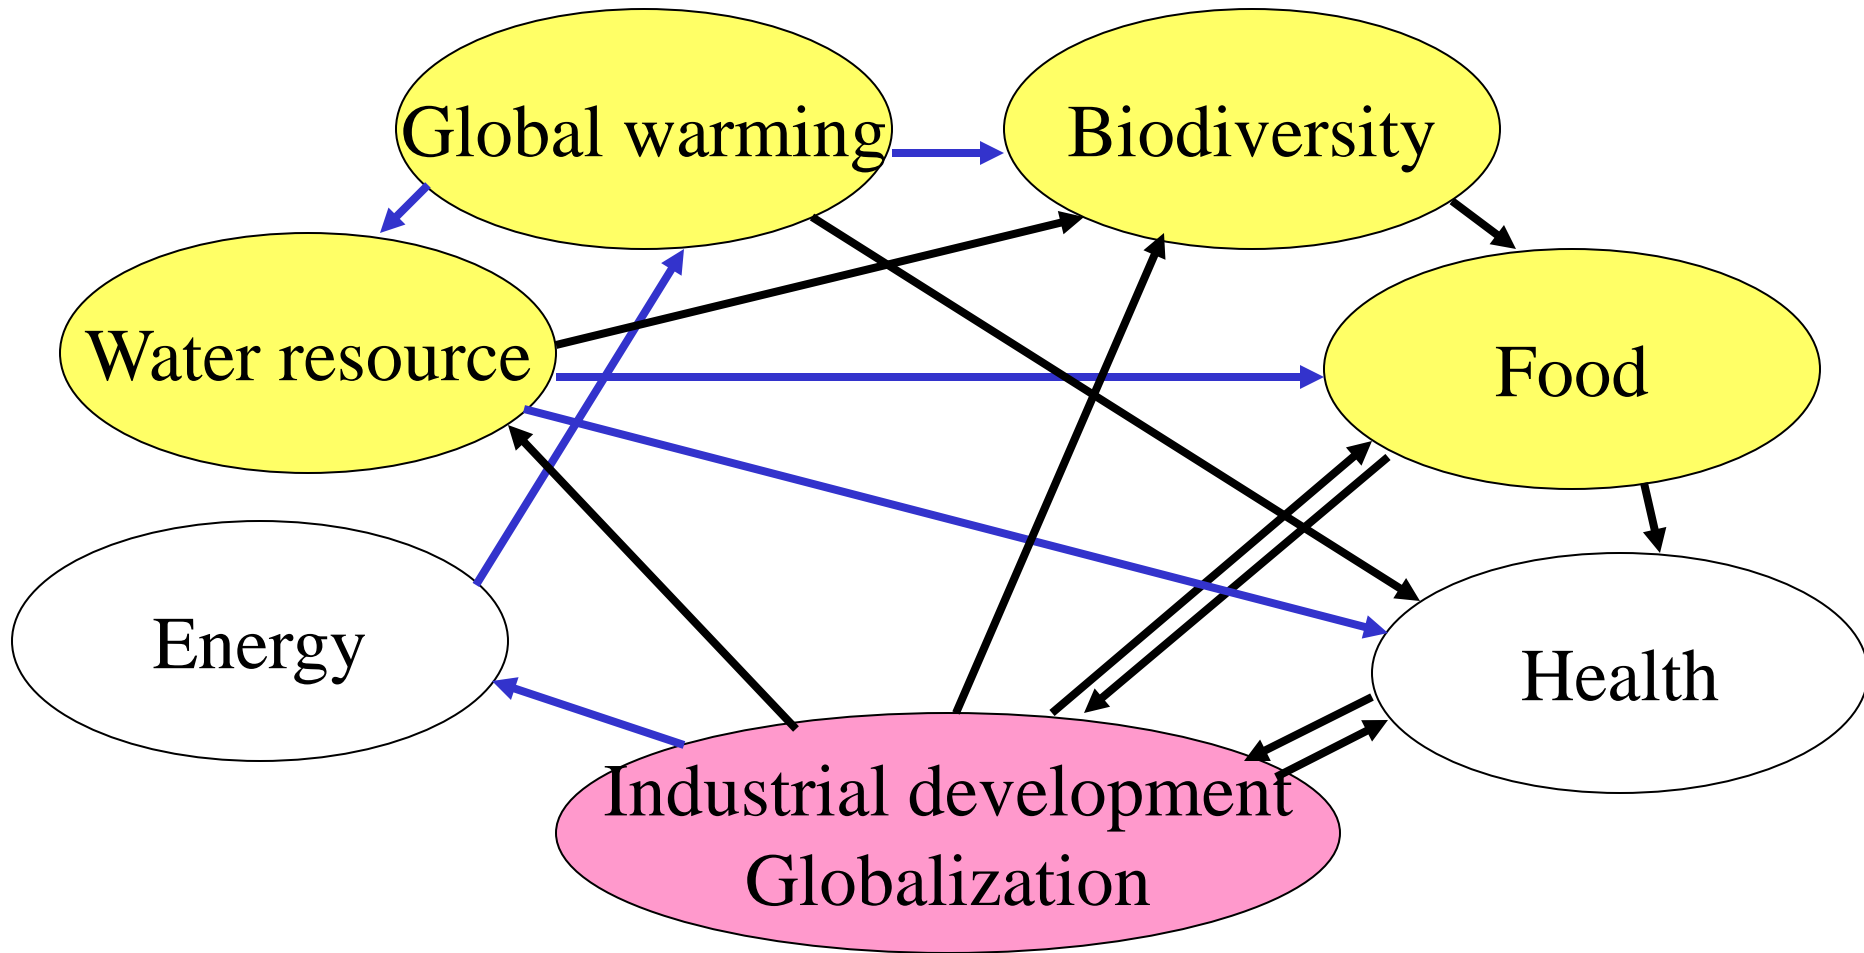 Global warming
Biodiversity
Water resource
Food
Energy
Health
Industrial development
Globalization